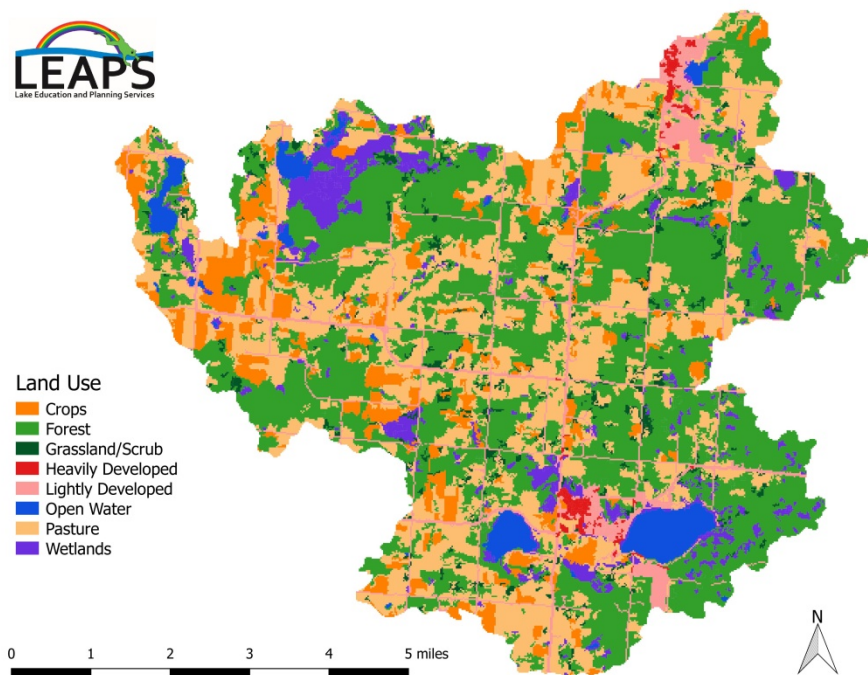 LEAPS
Lake Education and Planning Services
Land Use
Crops
Forest
Grassland/Scrub
Heavily Developed
Lightly Developed
Open Water
Pasture
Wetlands
0 1 2 3 4 5 miles
N